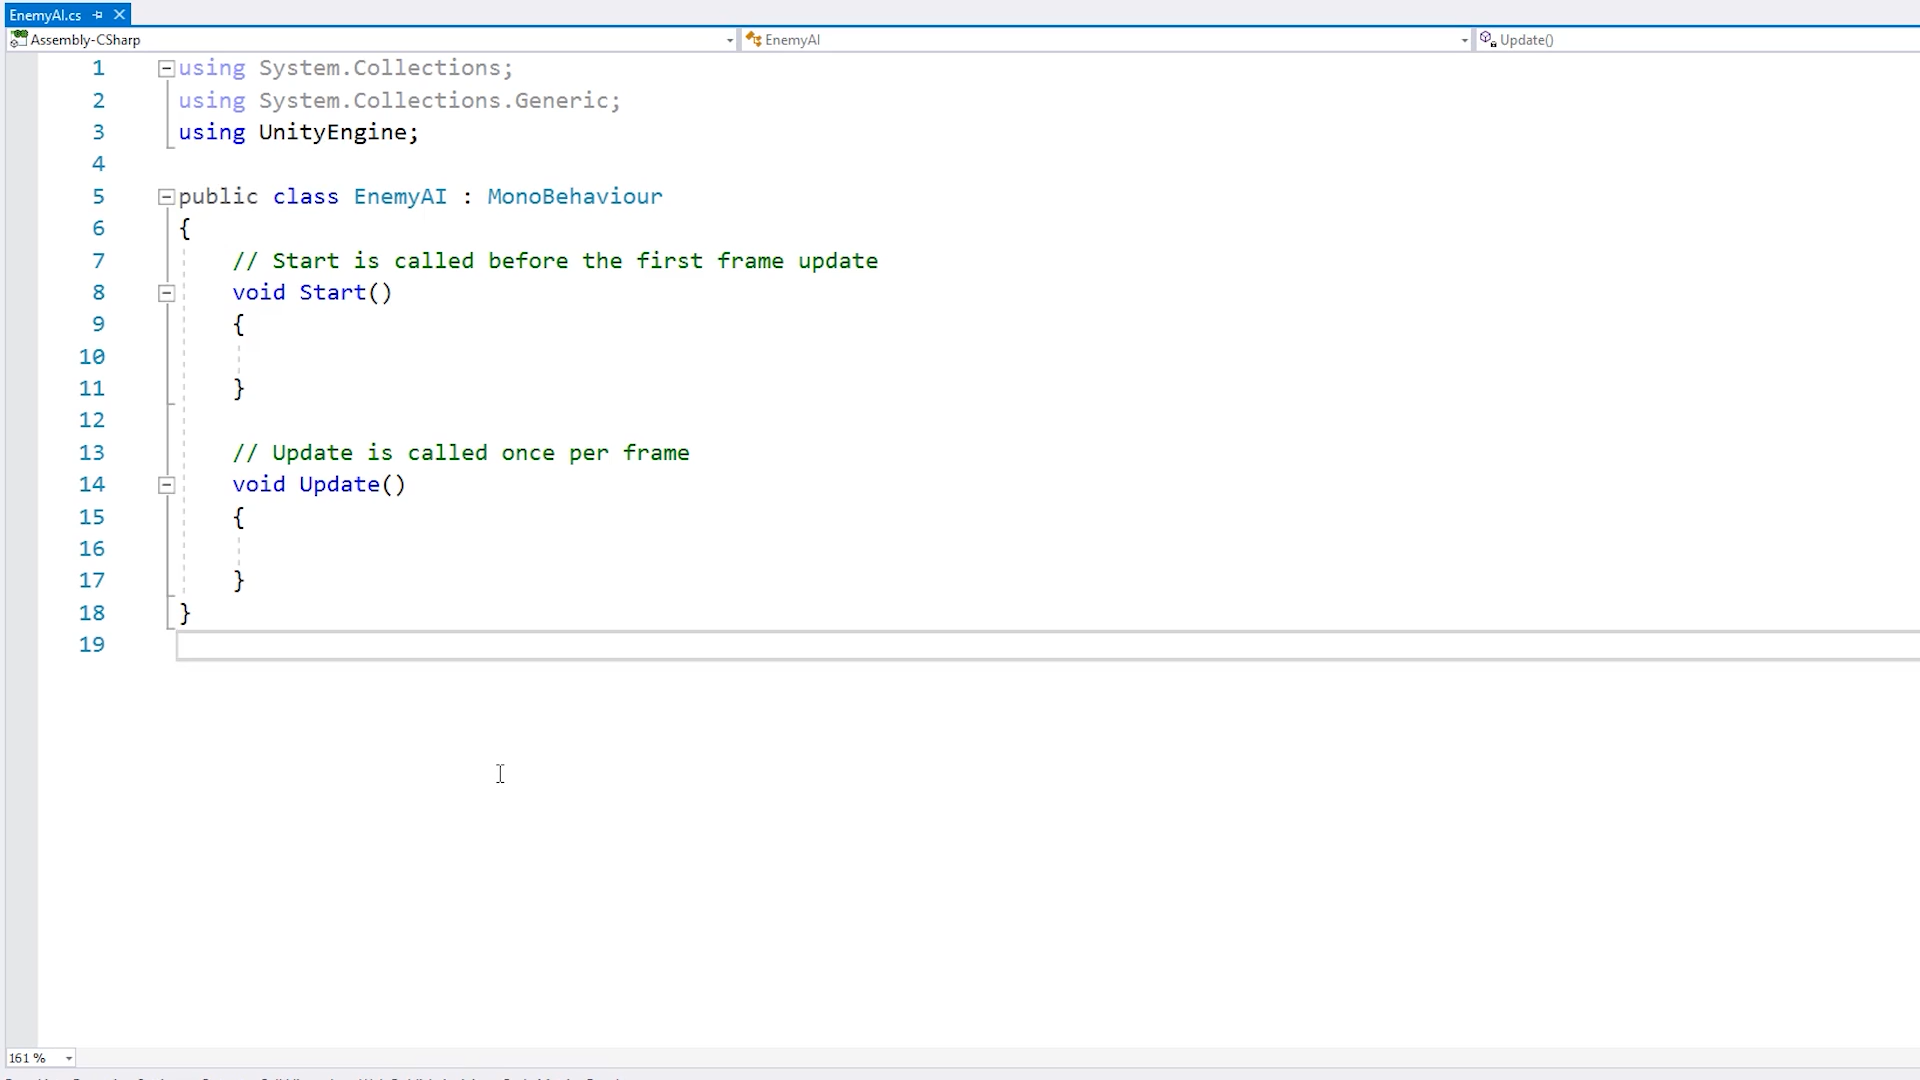 EnemyAI.cs
Assembly-CSharp EnemyAI Update()
1 using System.Collections;
2 using System.Collections.Generic;
3 using UnityEngine;
4
5 public class EnemyAI : MonoBehaviour
6 {
7 // Start is called before the first frame update
8 void Start()
9 {
10
11 }
12
13 // Update is called once per frame
14 void Update()
15 {
16
17 }
18 }
19
161 %